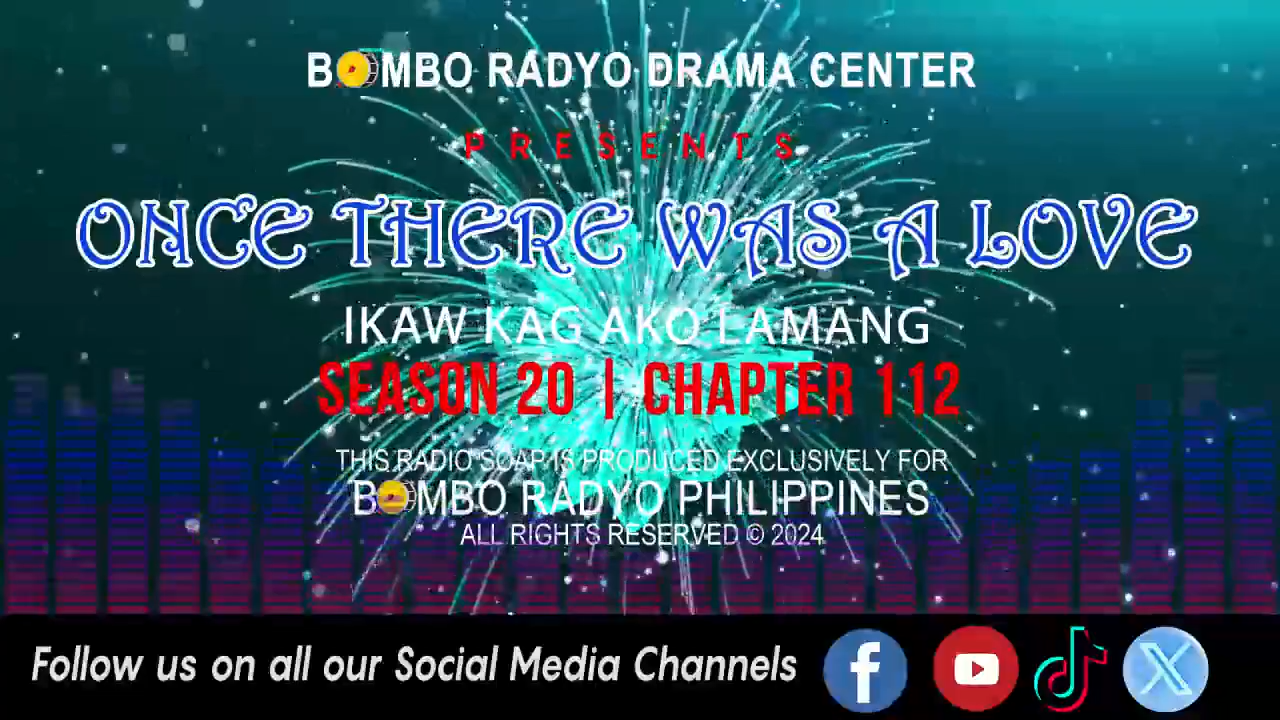 BOMBO RADYO DRAMA CENTER
PRESENTS
ONCE THERE WAS A LOVE
IKAW KAG AKO LAMANG
SEASON 20 | CHAPTER 112
THIS RADIO SOAP IS PRODUCED EXCLUSIVELY FOR
BOMBO RADYO PHILIPPINES
ALL RIGHTS RESERVED © 2024
Follow us on all our Social Media Channels